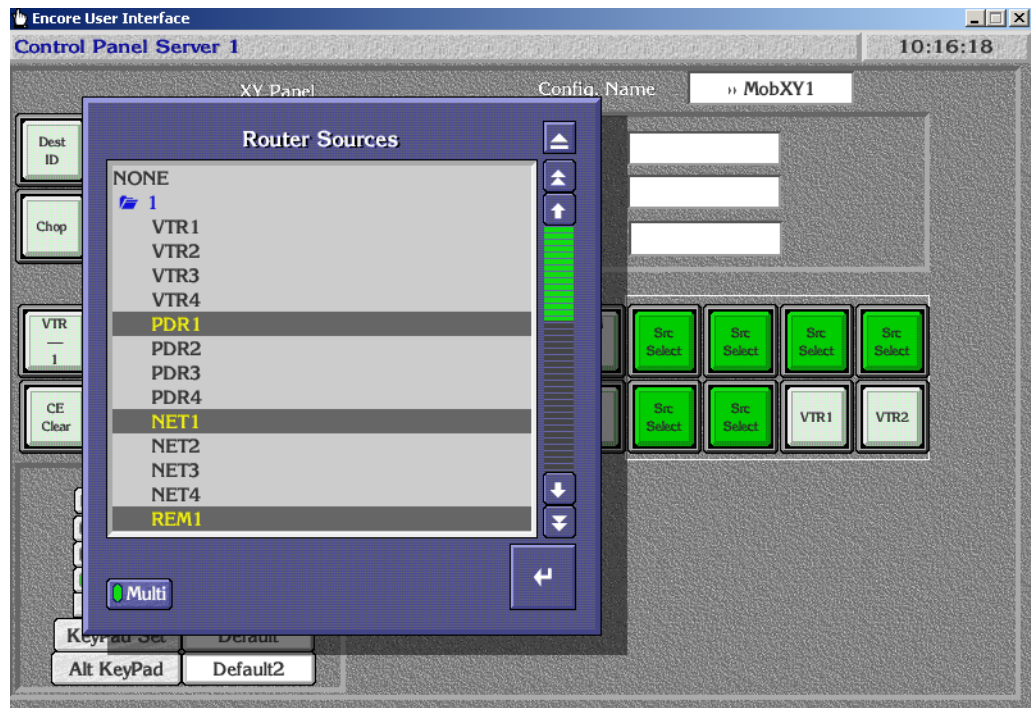 Encore User Interface
Control Panel Server 1
10:16:18
XY Panel
Config. Name
›› MobXY1
Dest
ID
Chop
Router Sources
NONE
1
VTR1
VTR2
VTR3
VTR4
PDR1
PDR2
PDR3
PDR4
NET1
NET2
NET3
NET4
REM1
Multi
VTR
—
1
Src
Select
Src
Select
Src
Select
Src
Select
CE
Clear
Src
Select
Src
Select
VTR1
VTR2
KeyPad Set
Default
Alt KeyPad
Default2